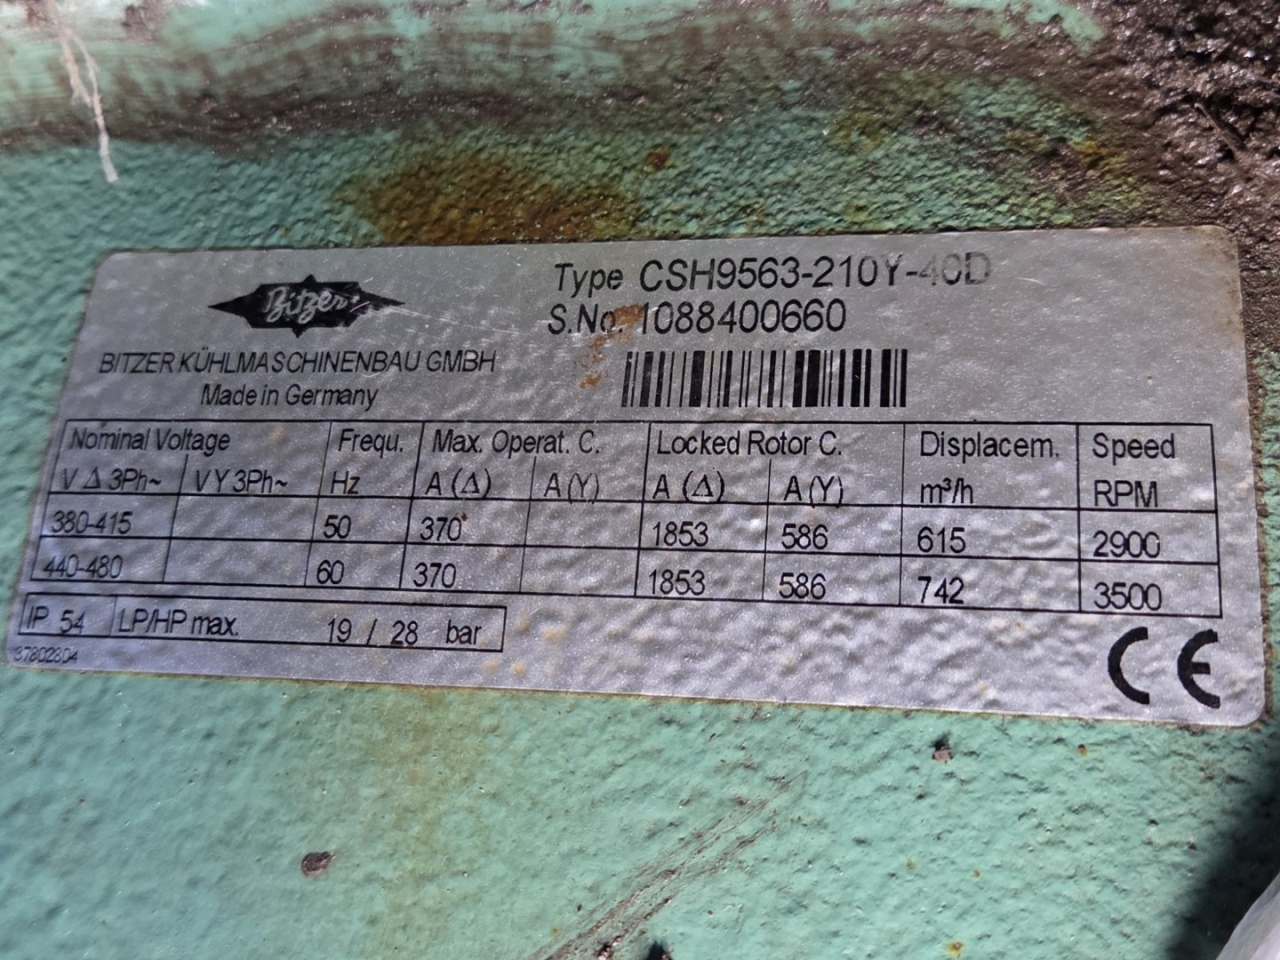 Bitzer
Type CSH9563-210Y-40D
S.No. 1088400660
BITZER KÜHLMASCHINENBAU GMBH
Made in Germany
Nominal Voltage Frequ. Max. Operat. C. Locked Rotor C. Displacem. Speed
V Δ 3Ph~ V Y 3Ph~ Hz A (Δ) A (Y) A (Δ) A (Y) m³/h RPM
380-415 50 370 1853 586 615 2900
440-480 60 370 1853 586 742 3500
IP 54 LP/HP max. 19 / 28 bar
37802804
CE